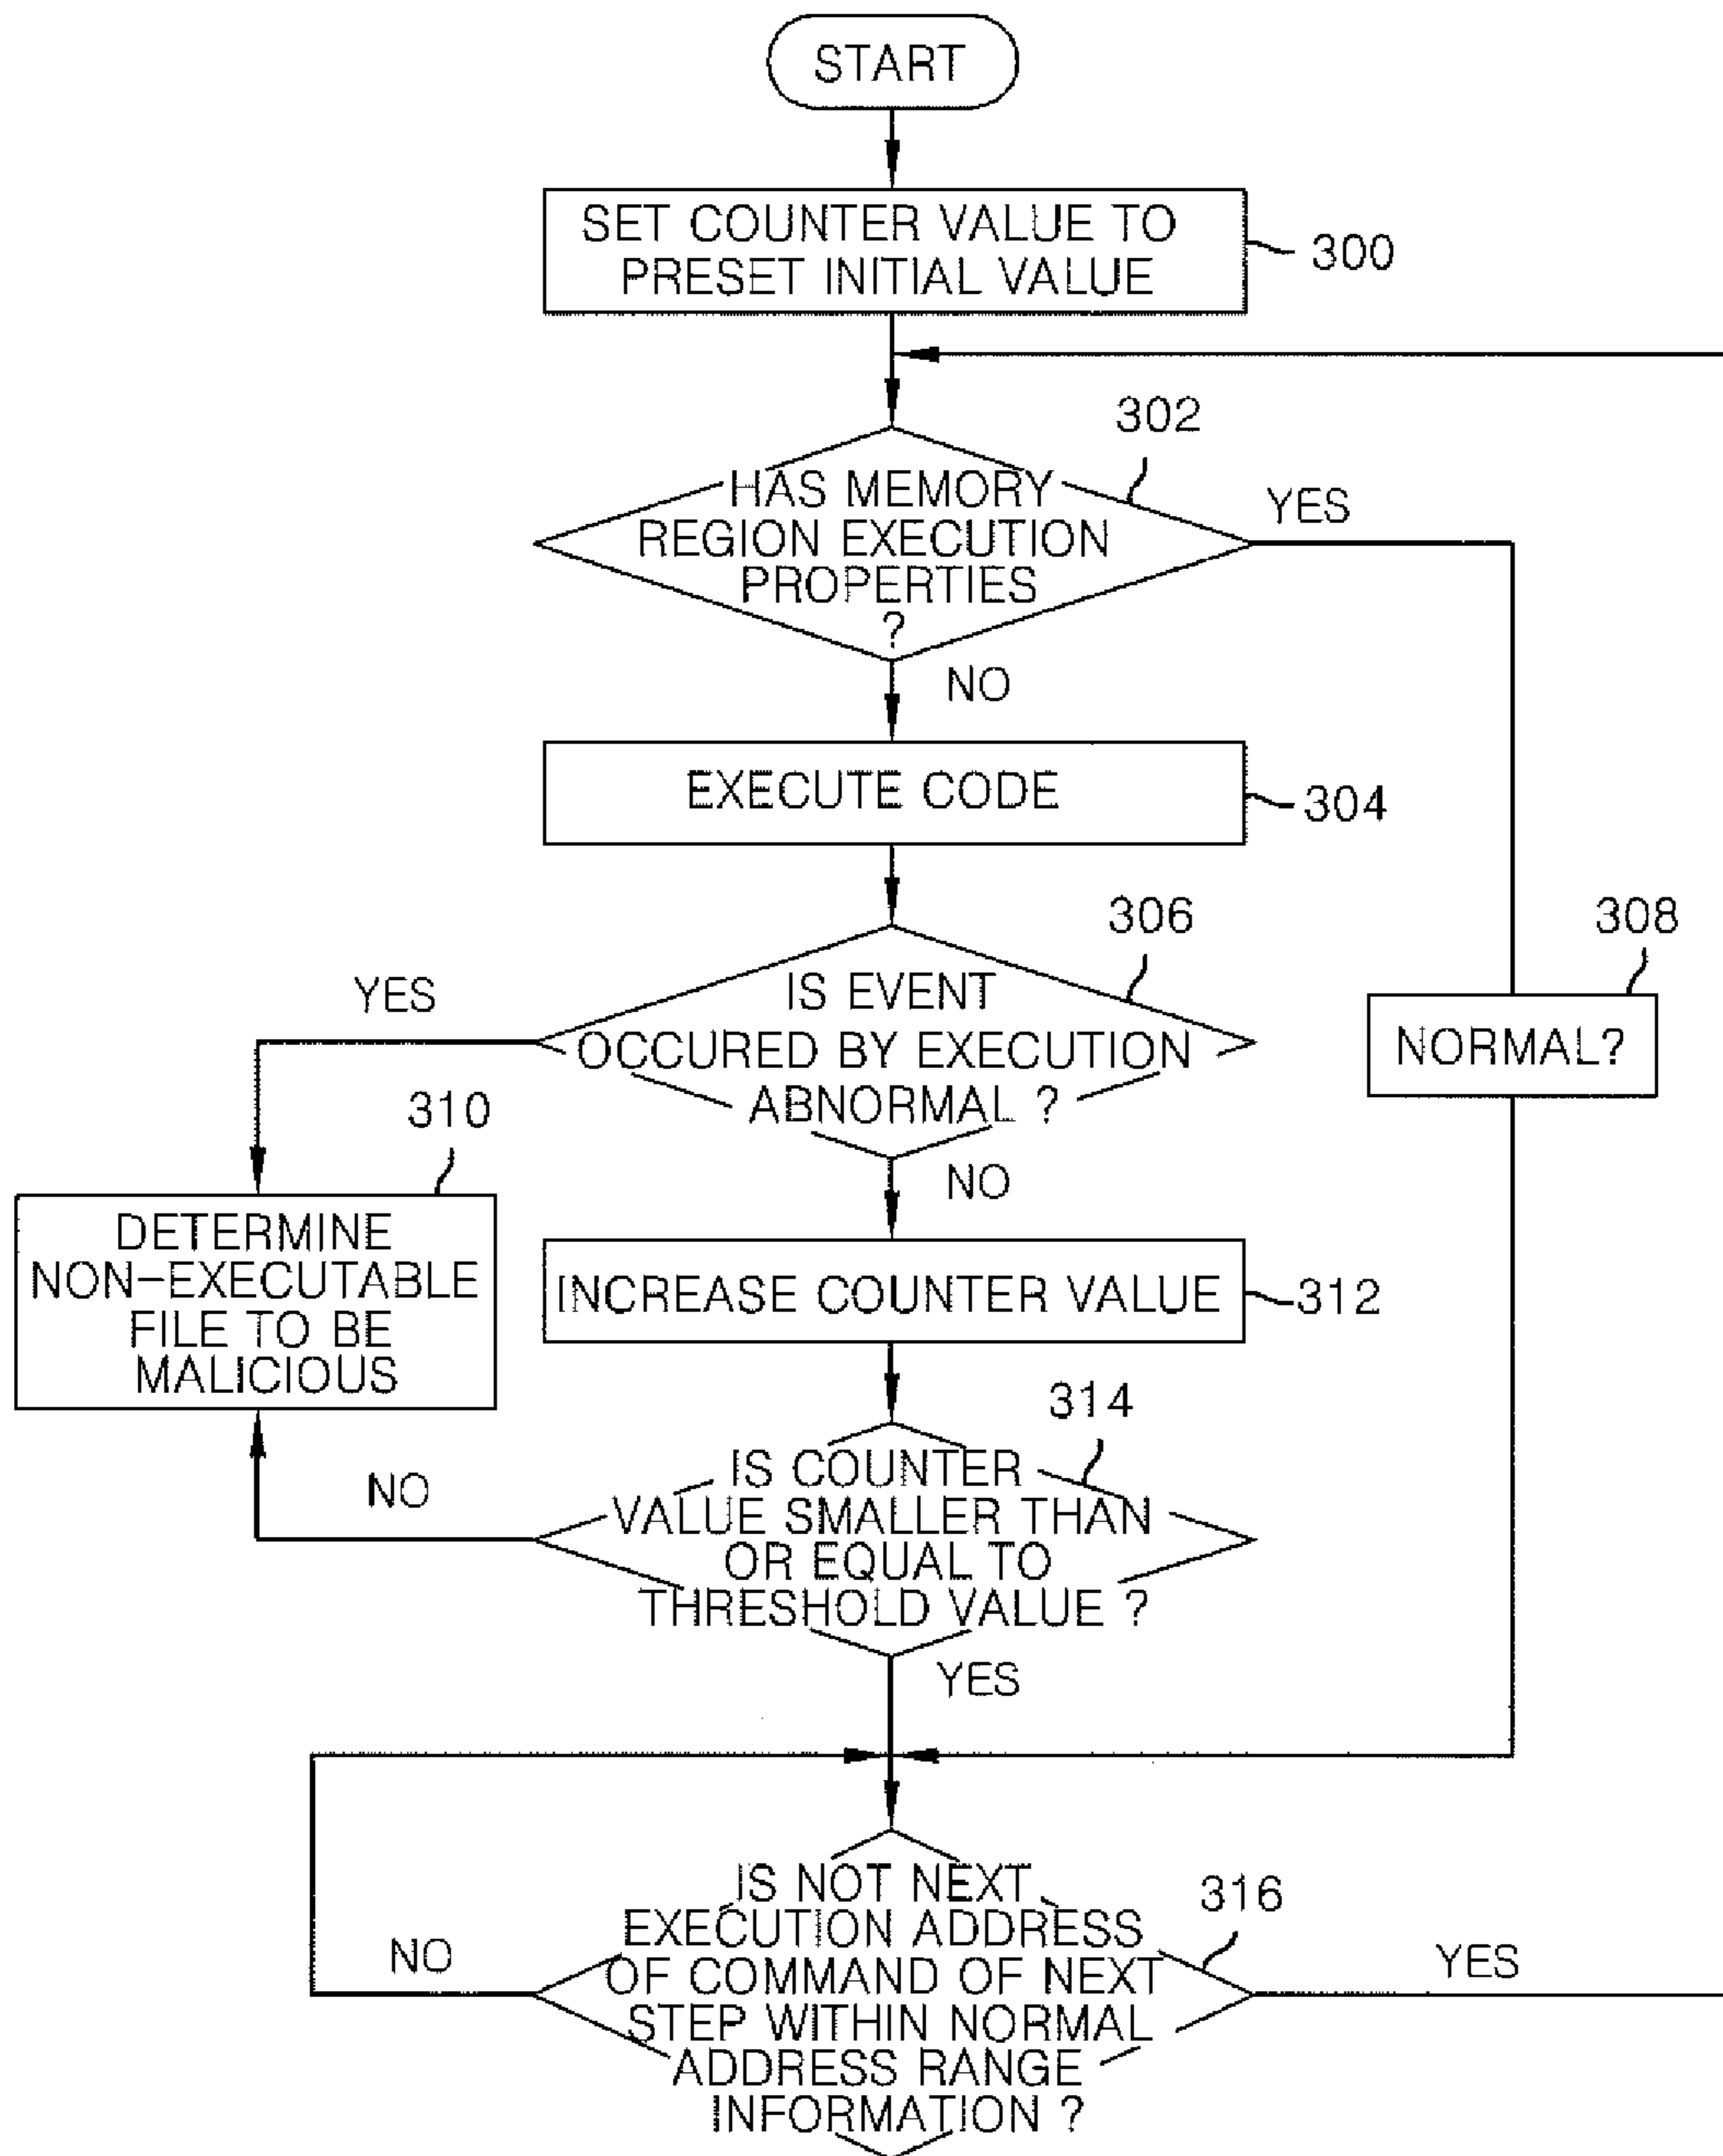 START
SET COUNTER VALUE TO
PRESET INITIAL VALUE
300
302
HAS MEMORY
REGION EXECUTION
PROPERTIES
?
YES
NO
EXECUTE CODE
304
306
IS EVENT
OCCURED BY EXECUTION
ABNORMAL ?
YES
NO
308
NORMAL?
310
DETERMINE
NON-EXECUTABLE
FILE TO BE
MALICIOUS
INCREASE COUNTER VALUE
312
314
IS COUNTER
VALUE SMALLER THAN
OR EQUAL TO
THRESHOLD VALUE ?
NO
YES
316
IS NOT NEXT
EXECUTION ADDRESS
OF COMMAND OF NEXT
STEP WITHIN NORMAL
ADDRESS RANGE
INFORMATION ?
NO
YES